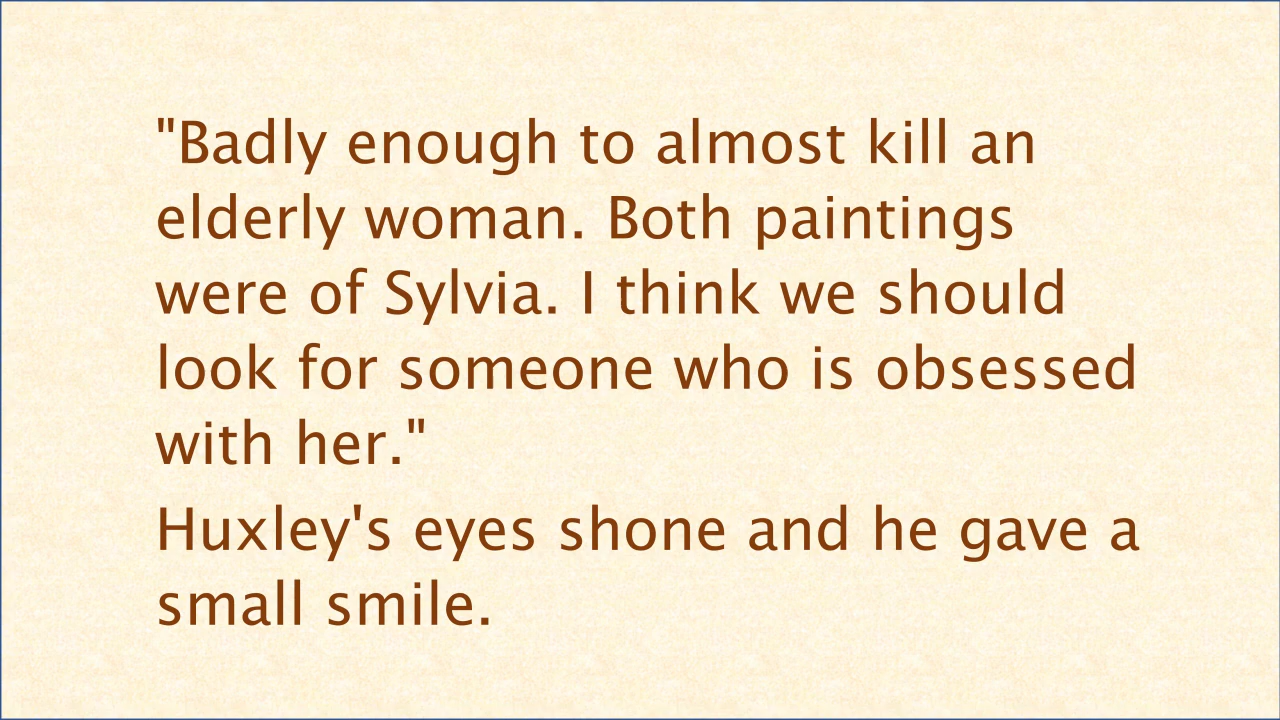 "Badly enough to almost kill an
elderly woman. Both paintings
were of Sylvia. I think we should
look for someone who is obsessed
with her."
Huxley's eyes shone and he gave a
small smile.